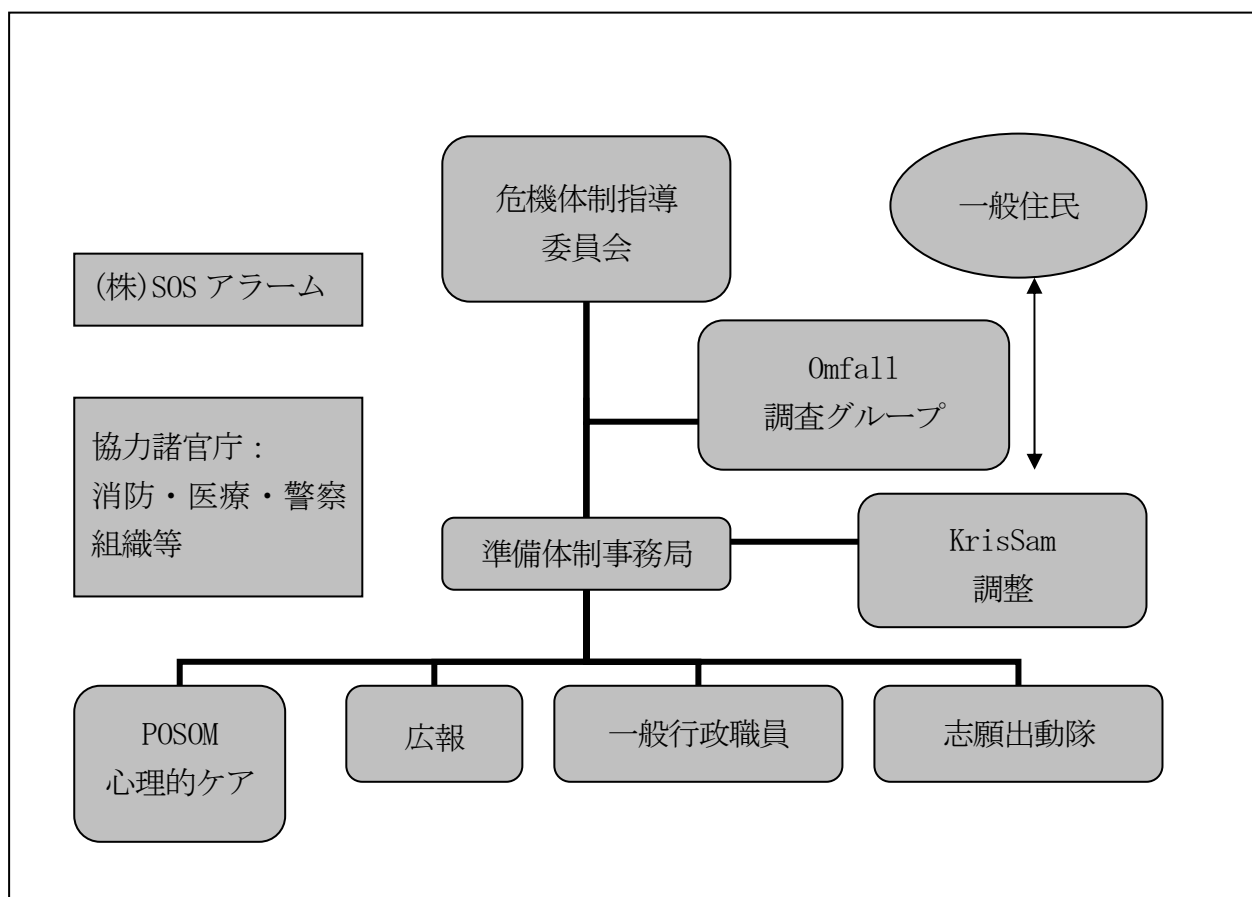 危機体制指導
委員会
一般住民
(株)SOS アラーム
Omfall
調査グループ
協力諸官庁：
消防・医療・警察
組織等
準備体制事務局
KrisSam
調整
POSOM
心理的ケア
広報
一般行政職員
志願出動隊